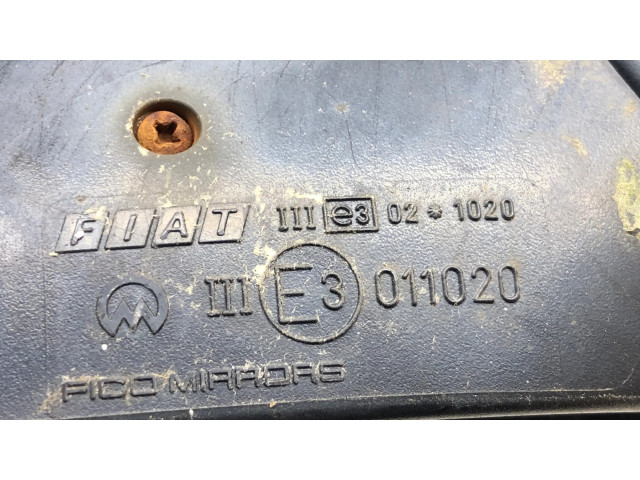 FIAT III e3 02 * 1020
III E3 011020
FICO MIRRORS